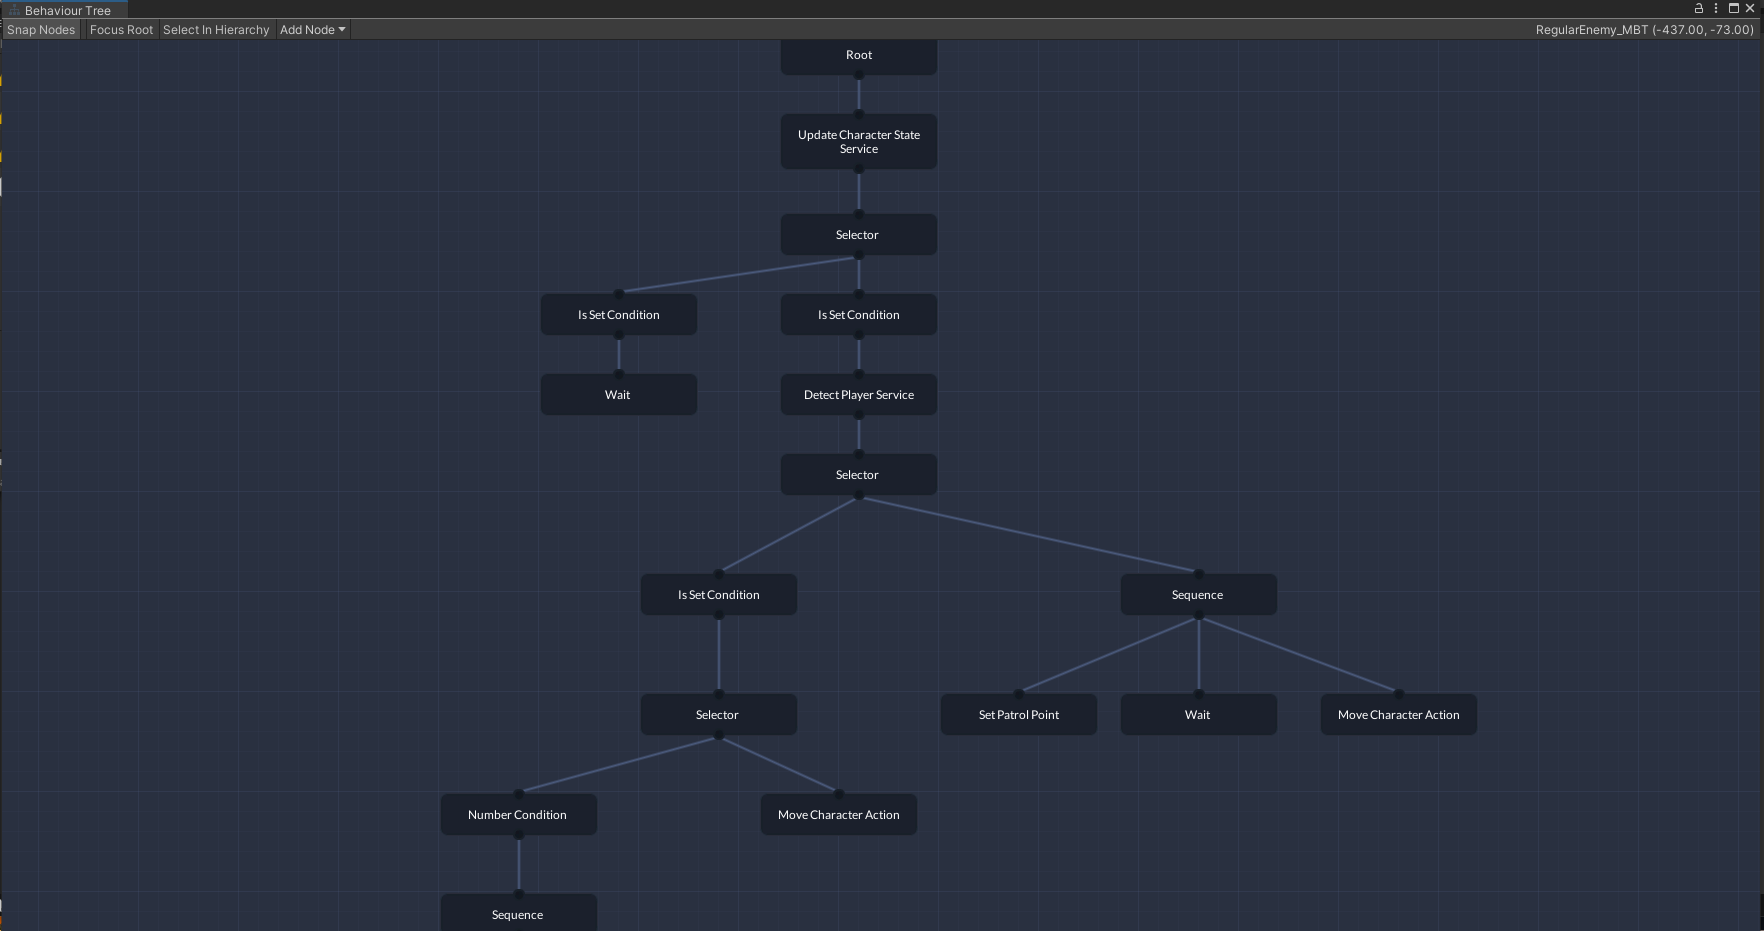 Behaviour Tree
Snap Nodes
Focus Root
Select In Hierarchy
Add Node
RegularEnemy_MBT (-437.00, -73.00)
Root
Update Character State
Service
Selector
Is Set Condition
Is Set Condition
Wait
Detect Player Service
Selector
Is Set Condition
Sequence
Selector
Set Patrol Point
Wait
Move Character Action
Number Condition
Move Character Action
Sequence